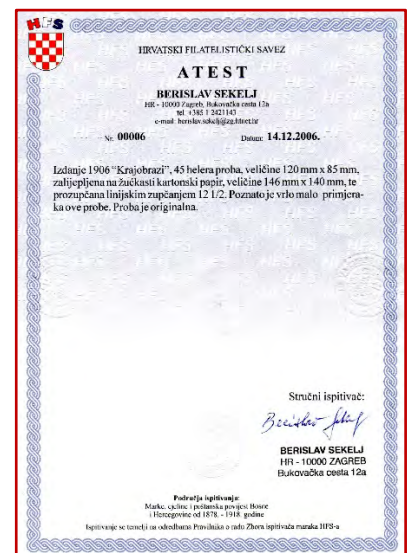 HFS
HRVATSKI FILATELISTIČKI SAVEZ
ATEST
BERISLAV SEKELJ
HR - 10000 Zagreb, Bukovačka cesta 12a
tel. +385 1 2421143
e-mail: berislav.sekelj@zg.htnet.hr
Nr. 00006 Datum: 14.12.2006.
Izdanje 1906 “Krajobrazi”, 45 helera proba, veličine 120 mm x 85 mm,
zalijepljena na žućkasti kartonski papir, veličine 146 mm x 140 mm, te
prozupčana linijskim zupčanjem 12 1/2. Poznato je vrlo malo primjera-
ka ove probe. Proba je originalna.
Stručni ispitivač:
BERISLAV SEKELJ
HR - 10000 ZAGREB
Bukovačka cesta 12a
Područja ispitivanja:
Marke, cjeline i poštanska povijest Bosne
i Hercegovine od 1878. - 1918. godine
Ispitivanje se temelji na odredbama Pravilnika o radu Zbora ispitivača maraka HFS-a